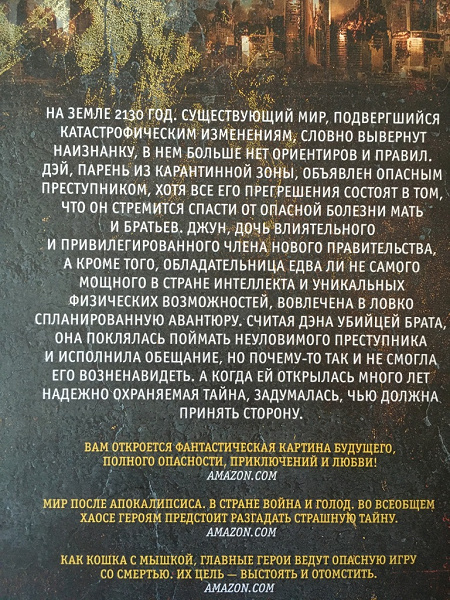 НА ЗЕМЛЕ 2130 ГОД. СУЩЕСТВУЮЩИЙ МИР, ПОДВЕРГШИЙСЯ
КАТАСТРОФИЧЕСКИМ ИЗМЕНЕНИЯМ, СЛОВНО ВЫВЕРНУТ
НАИЗНАНКУ, В НЕМ БОЛЬШЕ НЕТ ОРИЕНТИРОВ И ПРАВИЛ.
ДЭЙ, ПАРЕНЬ ИЗ КАРАНТИННОЙ ЗОНЫ, ОБЪЯВЛЕН ОПАСНЫМ
ПРЕСТУПНИКОМ, ХОТЯ ВСЕ ЕГО ПРЕГРЕШЕНИЯ СОСТОЯТ В ТОМ,
ЧТО ОН СТРЕМИТСЯ СПАСТИ ОТ ОПАСНОЙ БОЛЕЗНИ МАТЬ
И БРАТЬЕВ. ДЖУН, ДОЧЬ ВЛИЯТЕЛЬНОГО
И ПРИВИЛЕГИРОВАННОГО ЧЛЕНА НОВОГО ПРАВИТЕЛЬСТВА,
А КРОМЕ ТОГО, ОБЛАДАТЕЛЬНИЦА ЕДВА ЛИ НЕ САМОГО
МОЩНОГО В СТРАНЕ ИНТЕЛЛЕКТА И УНИКАЛЬНЫХ
ФИЗИЧЕСКИХ ВОЗМОЖНОСТЕЙ, ВОВЛЕЧЕНА В ЛОВКО
СПЛАНИРОВАННУЮ АВАНТЮРУ. СЧИТАЯ ДЭНА УБИЙЦЕЙ БРАТА,
ОНА ПОКЛЯЛАСЬ ПОЙМАТЬ НЕУЛОВИМОГО ПРЕСТУПНИКА
И ИСПОЛНИЛА ОБЕЩАНИЕ, НО ПОЧЕМУ-ТО ТАК И НЕ СМОГЛА
ЕГО ВОЗНЕНАВИДЕТЬ. А КОГДА ЕЙ ОТКРЫЛАСЬ МНОГО ЛЕТ
НАДЕЖНО ОХРАНЯЕМАЯ ТАЙНА, ЗАДУМАЛАСЬ, ЧЬЮ ДОЛЖНА
ПРИНЯТЬ СТОРОНУ.
ВАМ ОТКРОЕТСЯ ФАНТАСТИЧЕСКАЯ КАРТИНА БУДУЩЕГО,
ПОЛНОГО ОПАСНОСТИ, ПРИКЛЮЧЕНИЙ И ЛЮБВИ!
AMAZON.COM
МИР ПОСЛЕ АПОКАЛИПСИСА. В СТРАНЕ ВОЙНА И ГОЛОД. ВО ВСЕОБЩЕМ
ХАОСЕ ГЕРОЯМ ПРЕДСТОИТ РАЗГАДАТЬ СТРАШНУЮ ТАЙНУ.
AMAZON.COM
КАК КОШКА С МЫШКОЙ, ГЛАВНЫЕ ГЕРОИ ВЕДУТ ОПАСНУЮ ИГРУ
СО СМЕРТЬЮ. ИХ ЦЕЛЬ — ВЫСТОЯТЬ И ОТОМСТИТЬ.
AMAZON.COM